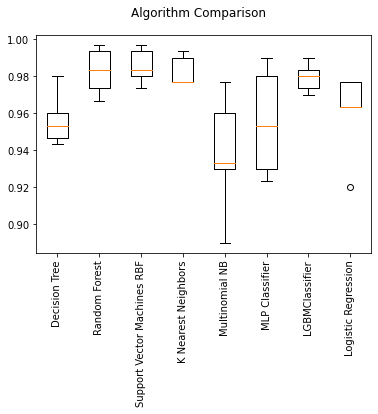 Algorithm Comparison
1.00
0.98
0.96
0.94
0.92
0.90
Decision Tree
Random Forest
Support Vector Machines RBF
K Nearest Neighbors
Multinomial NB
MLP Classifier
LGBMClassifier
Logistic Regression